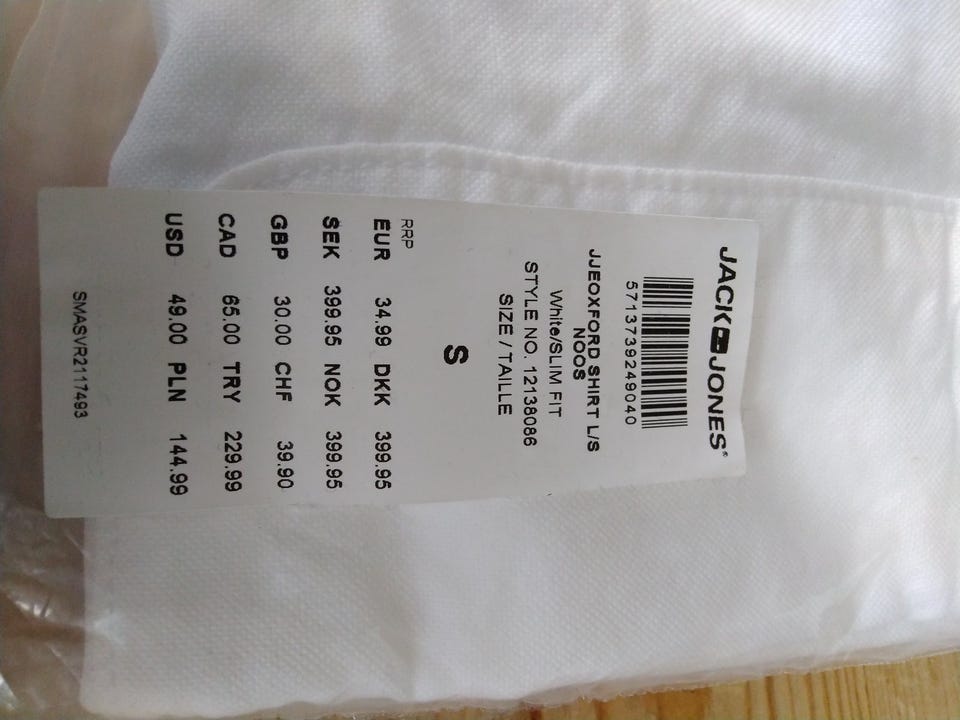 JACK JONES®
5713739249040
JJEOXFORD SHIRT L/S
NOOS
White/SLIM FIT
STYLE NO. 12138086
SIZE / TAILLE
S
RRP
EUR 34.99 DKK 399.95
SEK 399.95 NOK 399.95
GBP 30.00 CHF 39.90
CAD 65.00 TRY 229.99
USD 49.00 PLN 144.99
SMASVR2117493